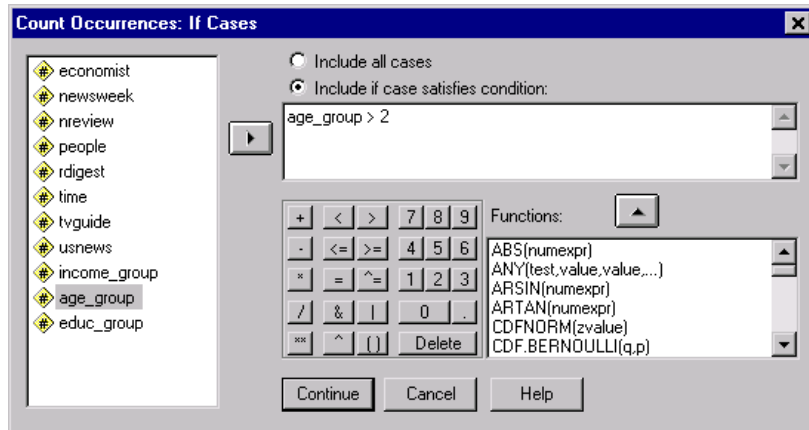 Count Occurrences: If Cases
economist
newsweek
nreview
people
rdigest
time
tvguide
usnews
income_group
age_group
educ_group
Include all cases
Include if case satisfies condition:
age_group > 2
+ < > 7 8 9
- <= >= 4 5 6
* = ^= 1 2 3
/ & | 0 .
** ^ () Delete
Functions:
ABS(numexpr)
ANY(test,value,value,...)
ARSIN(numexpr)
ARTAN(numexpr)
CDFNORM(zvalue)
CDF.BERNOULLI(q,p)
Continue Cancel Help